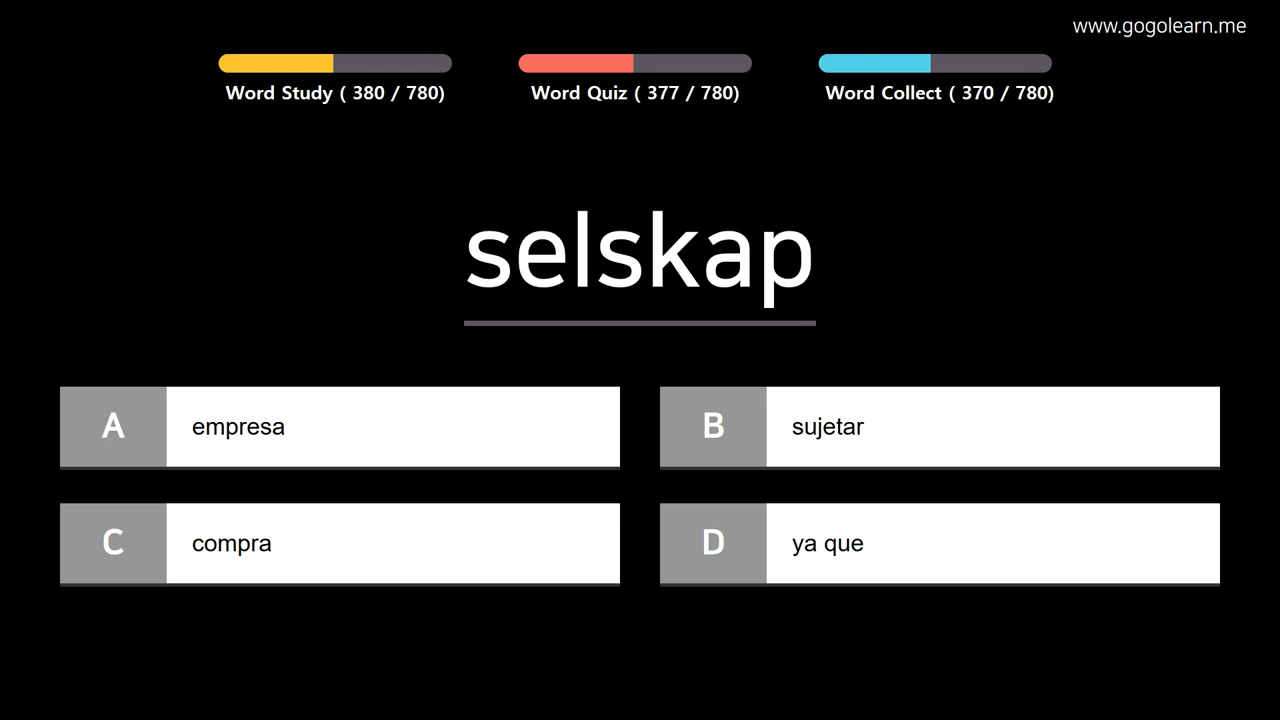 www.gogolearn.me
Word Study ( 380 / 780)
Word Quiz ( 377 / 780)
Word Collect ( 370 / 780)
selskap
A empresa
B sujetar
C compra
D ya que